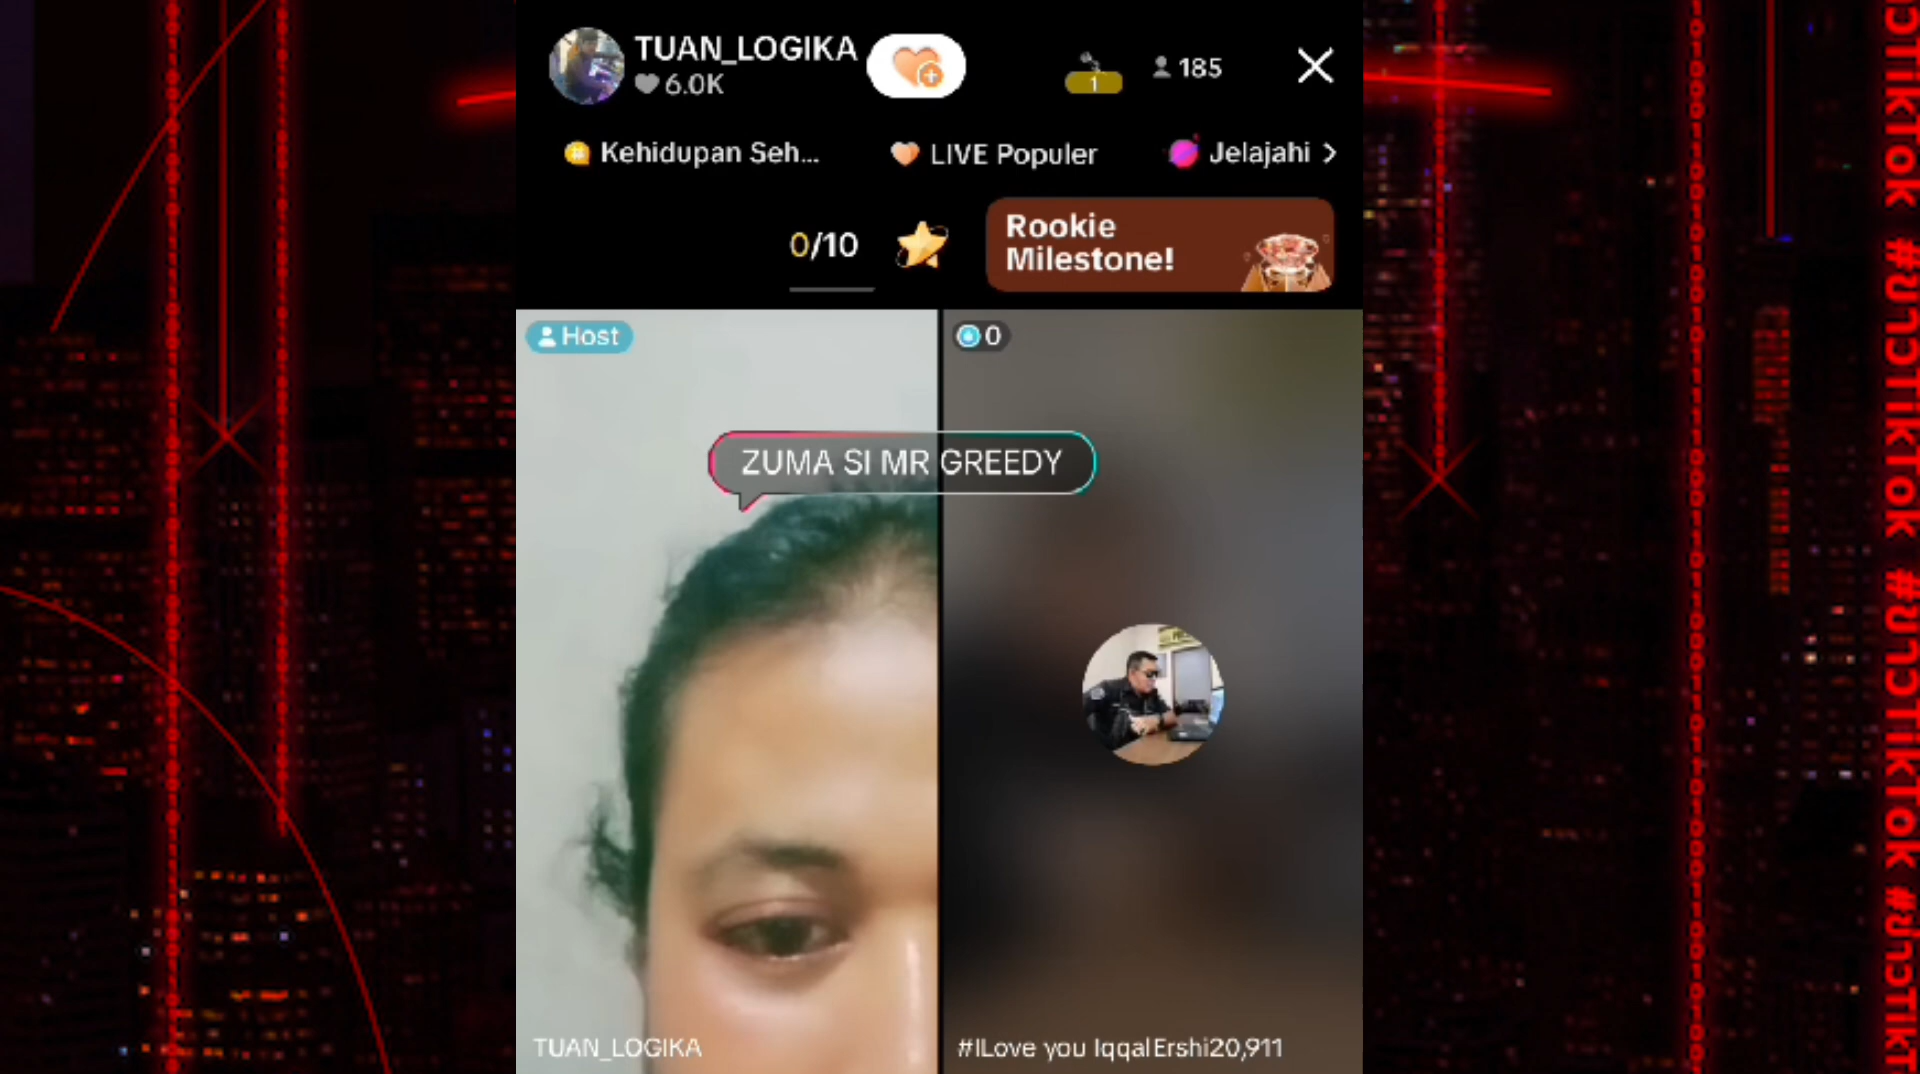 TUAN_LOGIKA
6.0K
1
185
Kehidupan Seh...
LIVE Populer
Jelajahi >
0/10
Rookie
Milestone!
Host
0
ZUMA SI MR GREEDY
TUAN_LOGIKA
#ILove you IqqalErshi20,911